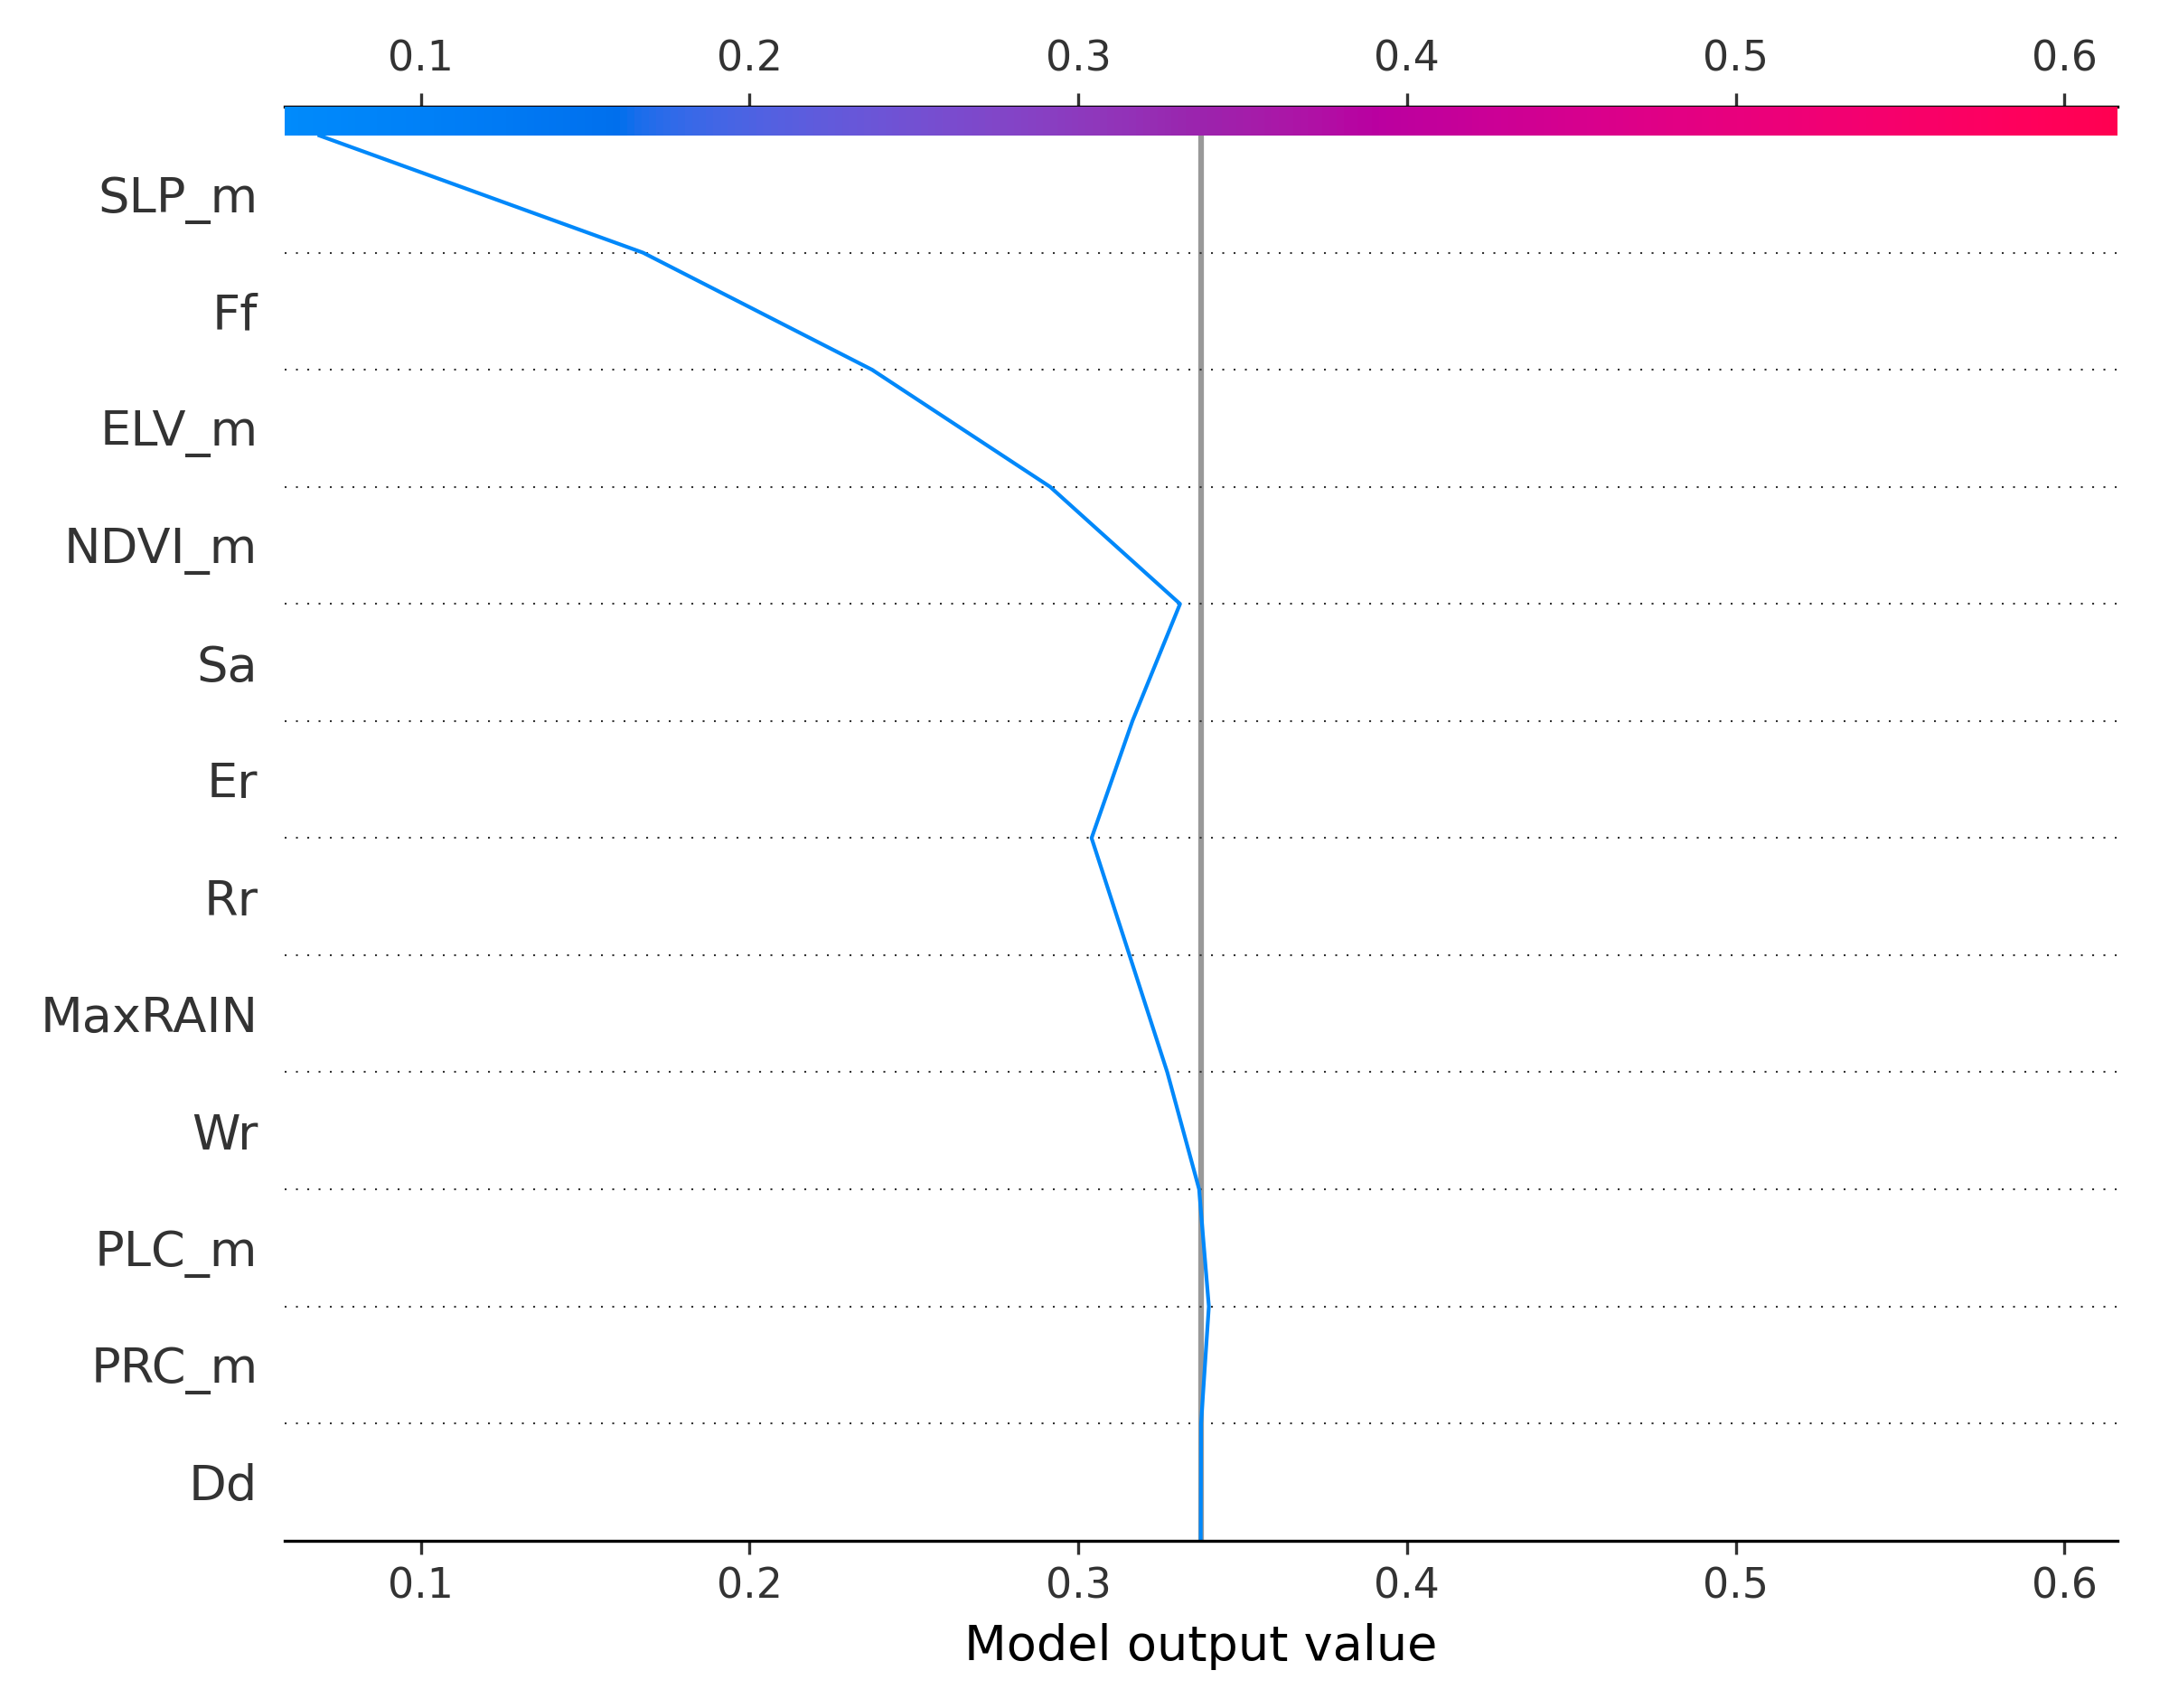 0.1 0.2 0.3 0.4 0.5 0.6
SLP_m
Ff
ELV_m
NDVI_m
Sa
Er
Rr
MaxRAIN
Wr
PLC_m
PRC_m
Dd
0.1 0.2 0.3 0.4 0.5 0.6
Model output value